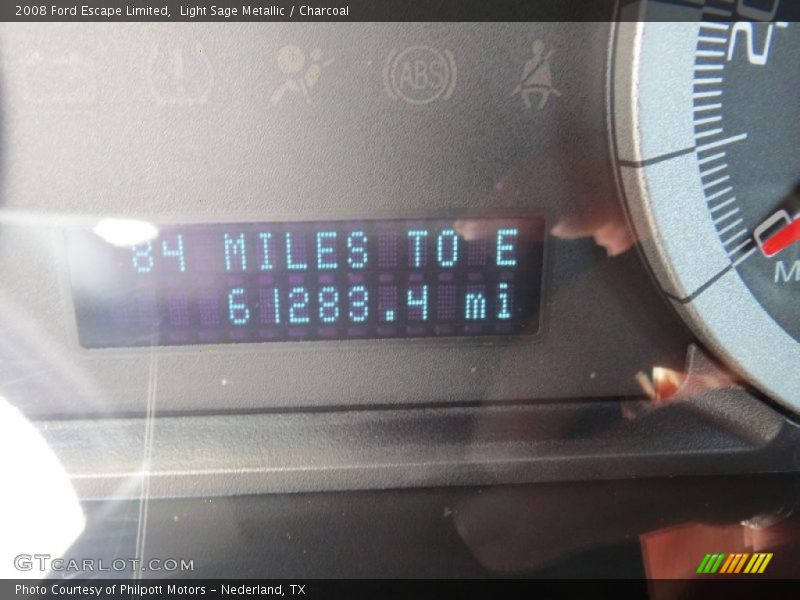 2008 Ford Escape Limited,  Light Sage Metallic / Charcoal
ABS
84 MILES TO E
61283.4 mi
0
M
GTCARLOT.COM
Photo Courtesy of Philpott Motors – Nederland, TX